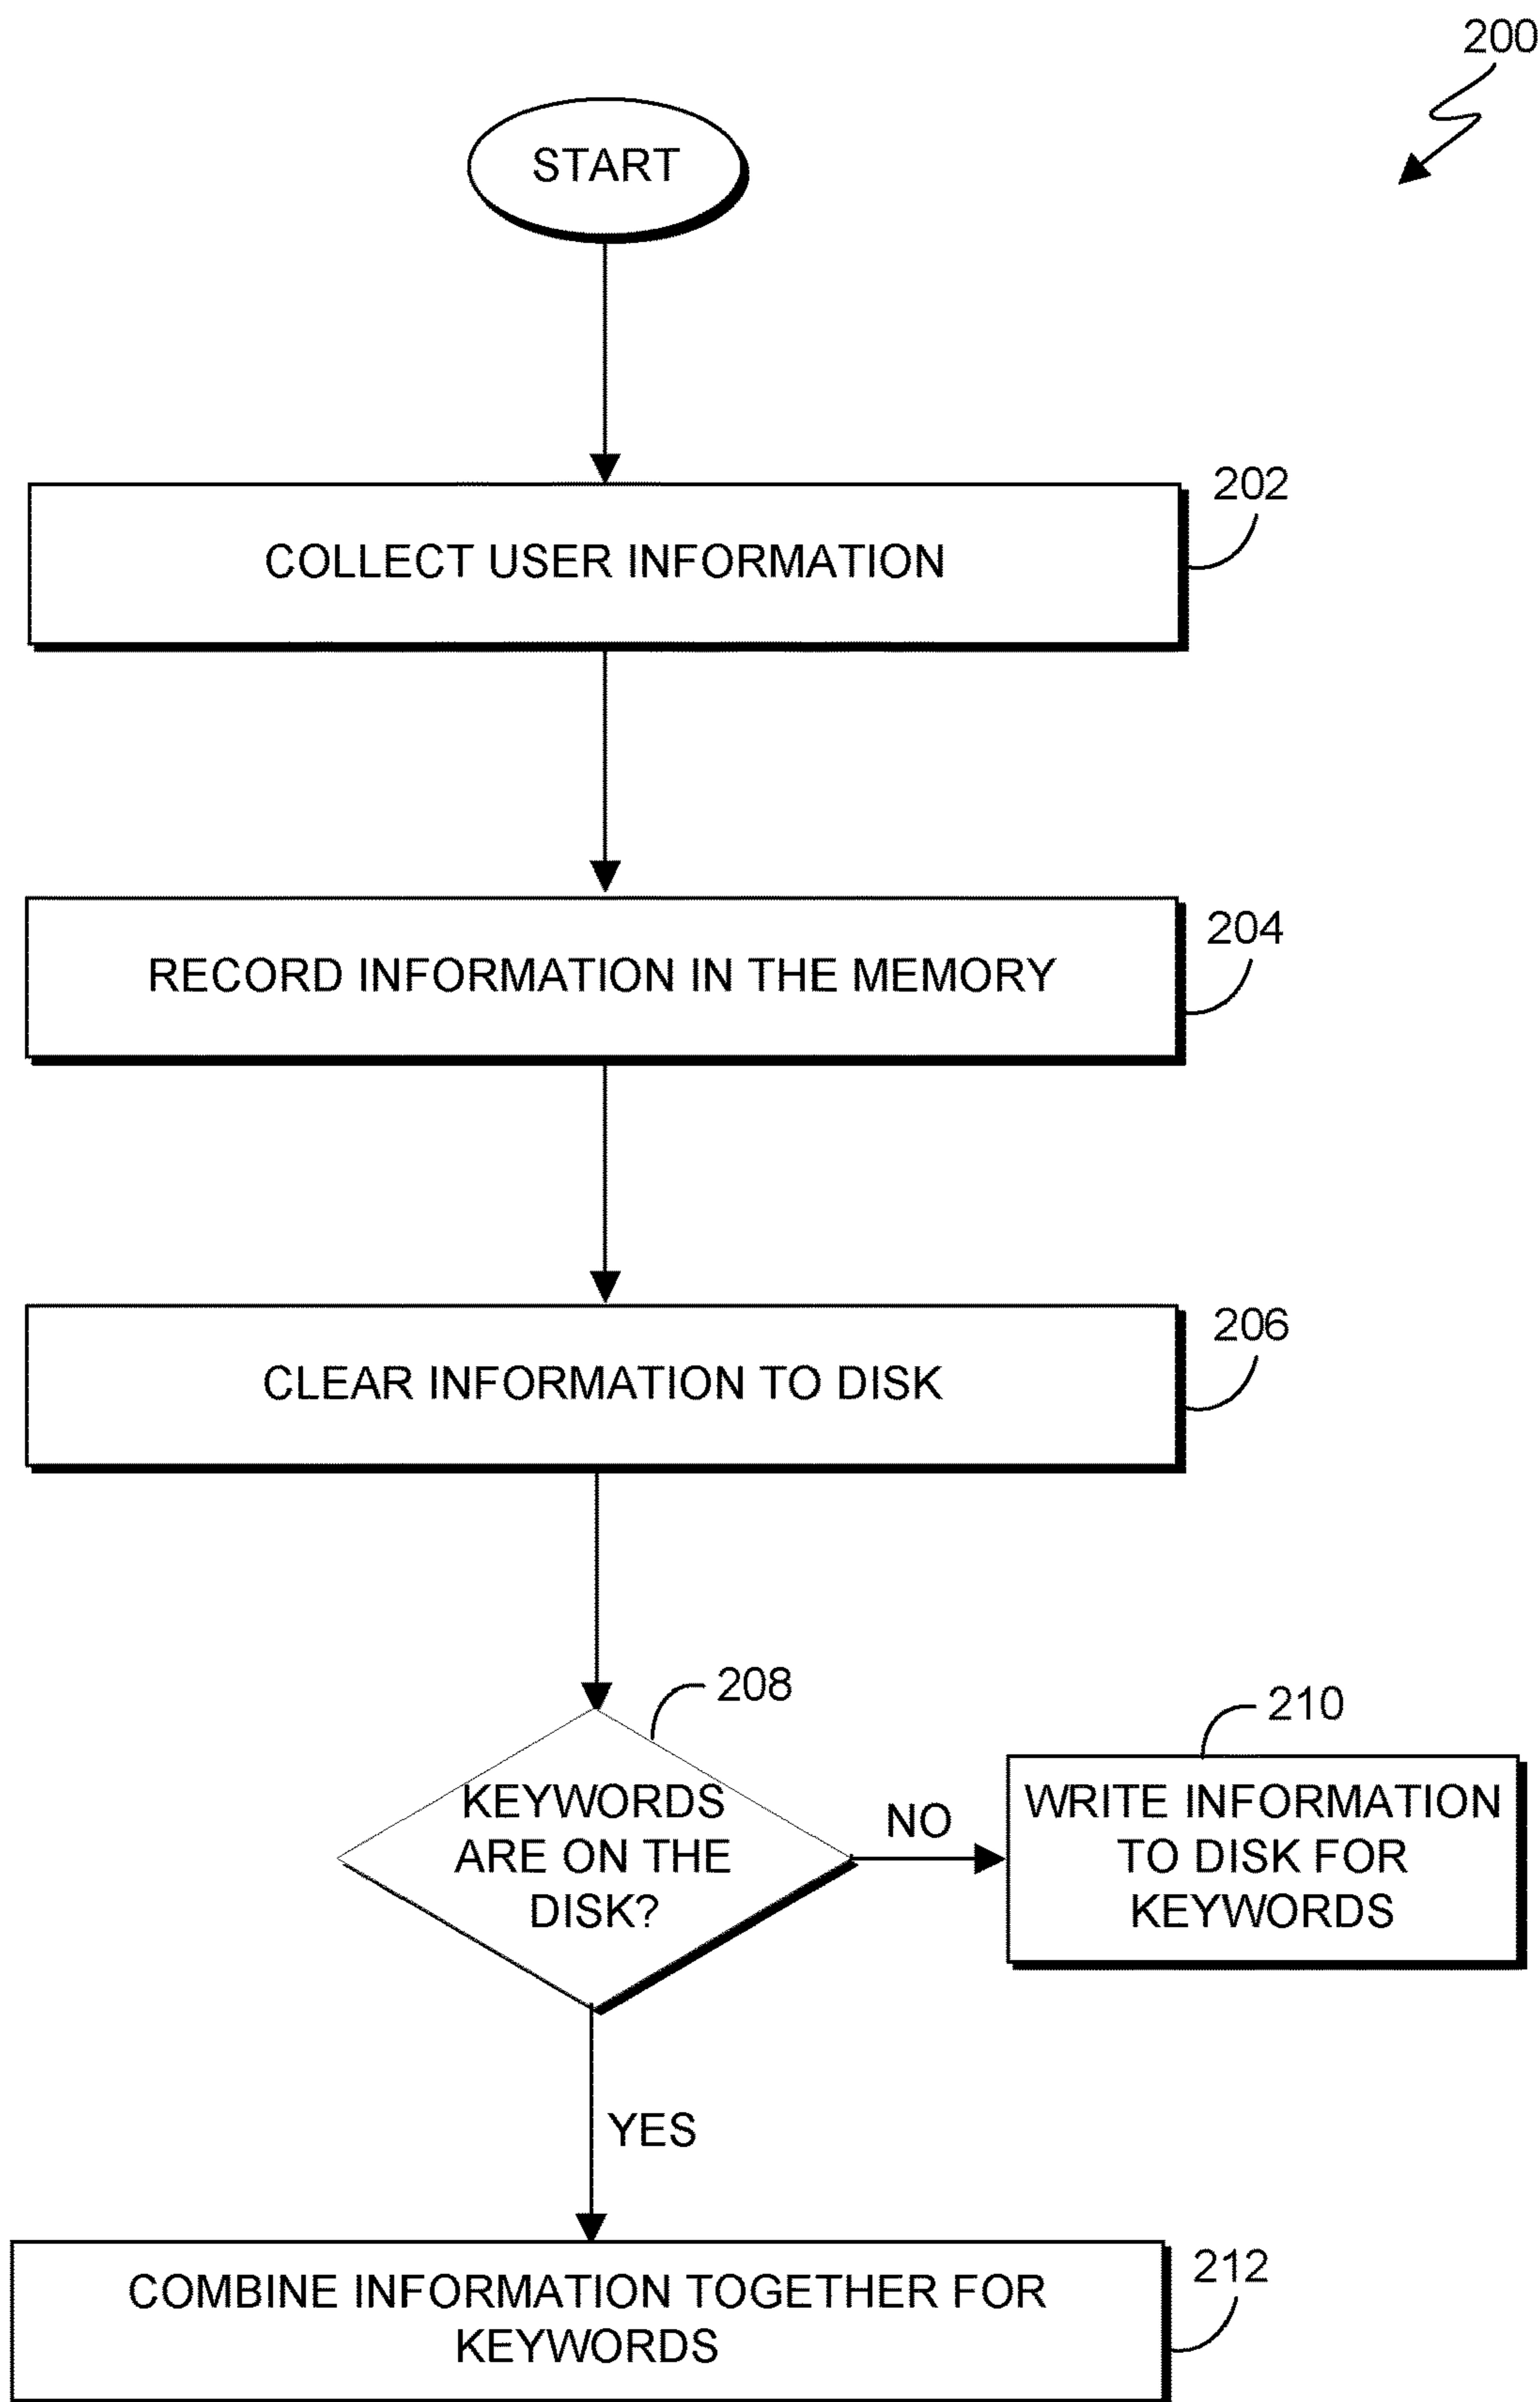 200
START
202
COLLECT USER INFORMATION
204
RECORD INFORMATION IN THE MEMORY
206
CLEAR INFORMATION TO DISK
208
KEYWORDS
ARE ON THE
DISK?
NO
210
WRITE INFORMATION
TO DISK FOR
KEYWORDS
YES
212
COMBINE INFORMATION TOGETHER FOR
KEYWORDS